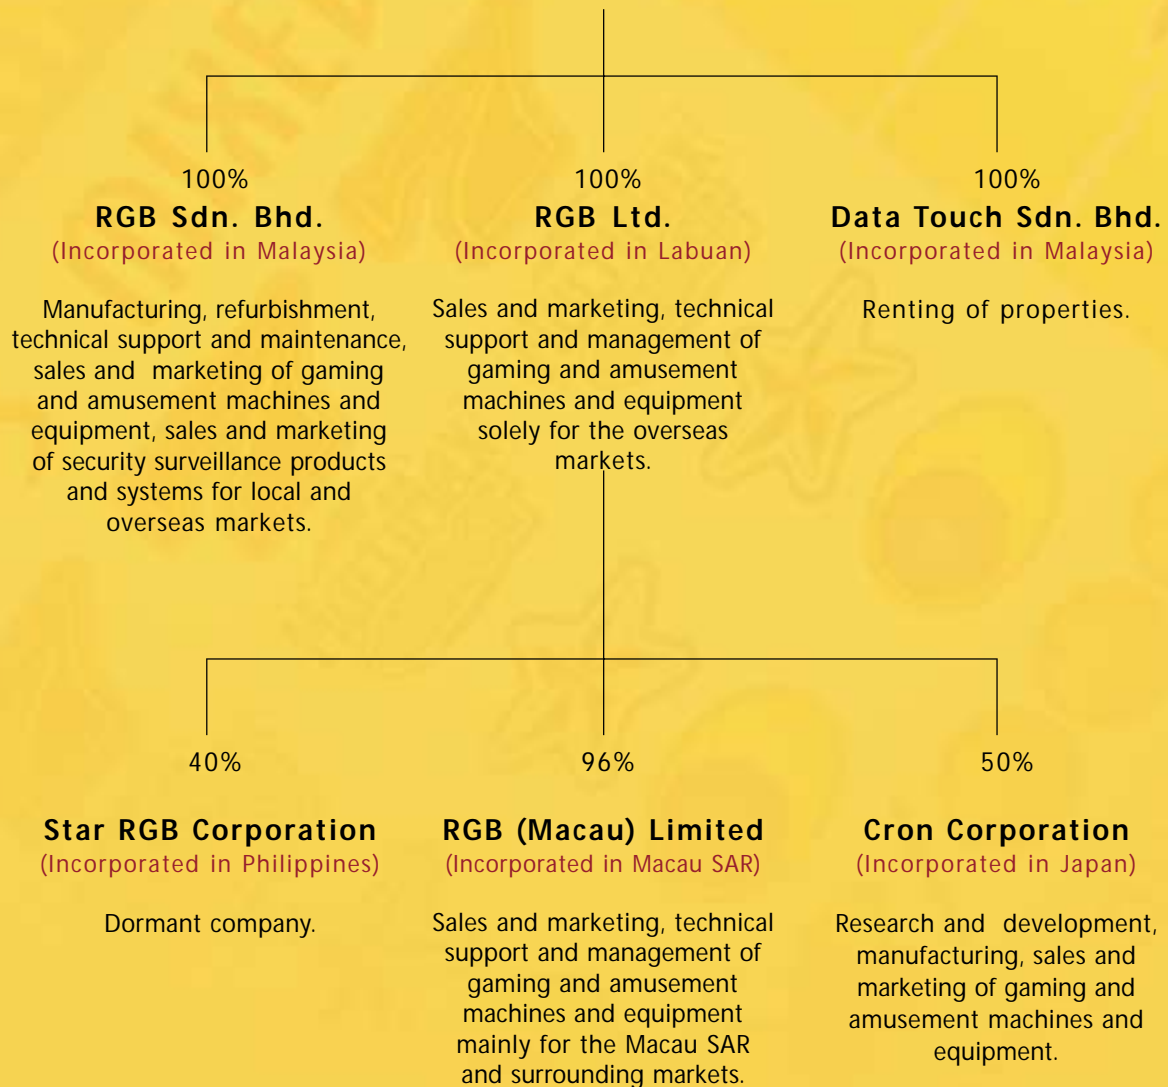 100%
RGB Sdn. Bhd.
(Incorporated in Malaysia)
Manufacturing, refurbishment,
technical support and maintenance,
sales and marketing of gaming
and amusement machines and
equipment, sales and marketing
of security surveillance products
and systems for local and
overseas markets.
100%
RGB Ltd.
(Incorporated in Labuan)
Sales and marketing, technical
support and management of
gaming and amusement
machines and equipment
solely for the overseas
markets.
100%
Data Touch Sdn. Bhd.
(Incorporated in Malaysia)
Renting of properties.
40%
Star RGB Corporation
(Incorporated in Philippines)
Dormant company.
96%
RGB (Macau) Limited
(Incorporated in Macau SAR)
Sales and marketing, technical
support and management of
gaming and amusement
machines and equipment
mainly for the Macau SAR
and surrounding markets.
50%
Cron Corporation
(Incorporated in Japan)
Research and development,
manufacturing, sales and
marketing of gaming and
amusement machines and
equipment.